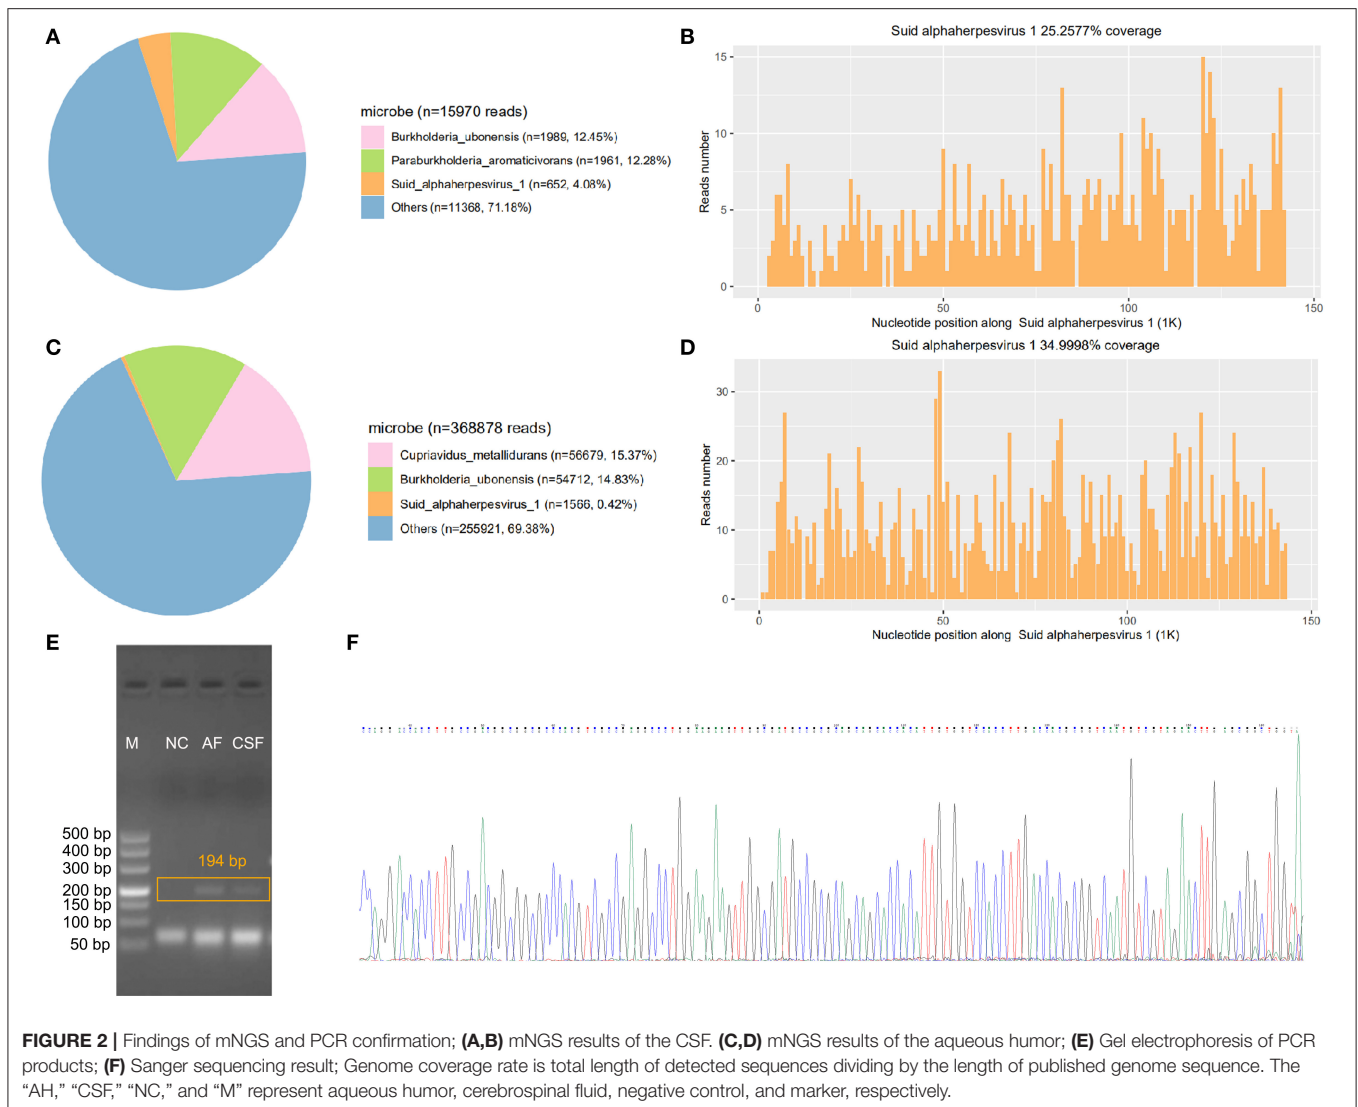 A
microbe (n=15970 reads)
Burkholderia_ubonensis (n=1989, 12.45%)
Paraburkholderia_aromaticivorans (n=1961, 12.28%)
Suid_alphaherpesvirus_1 (n=652, 4.08%)
Others (n=11368, 71.18%)
B
Suid alphaherpesvirus 1 25.2577% coverage
Reads number
15
10
5
0
0 50 100 150
Nucleotide position along Suid alphaherpesvirus 1 (1K)
C
microbe (n=368878 reads)
Cupriavidus_metallidurans (n=56679, 15.37%)
Burkholderia_ubonensis (n=54712, 14.83%)
Suid_alphaherpesvirus_1 (n=1566, 0.42%)
Others (n=255921, 69.38%)
D
Suid alphaherpesvirus 1 34.9998% coverage
Reads number
30
20
10
0
0 50 100 150
Nucleotide position along Suid alphaherpesvirus 1 (1K)
E
M NC AF CSF
500 bp
400 bp
300 bp
194 bp
200 bp
150 bp
100 bp
50 bp
F
FIGURE 2 | Findings of mNGS and PCR confirmation; (A,B) mNGS results of the CSF. (C,D) mNGS results of the aqueous humor; (E) Gel electrophoresis of PCR
products; (F) Sanger sequencing result; Genome coverage rate is total length of detected sequences dividing by the length of published genome sequence. The
“AH,” “CSF,” “NC,” and “M” represent aqueous humor, cerebrospinal fluid, negative control, and marker, respectively.